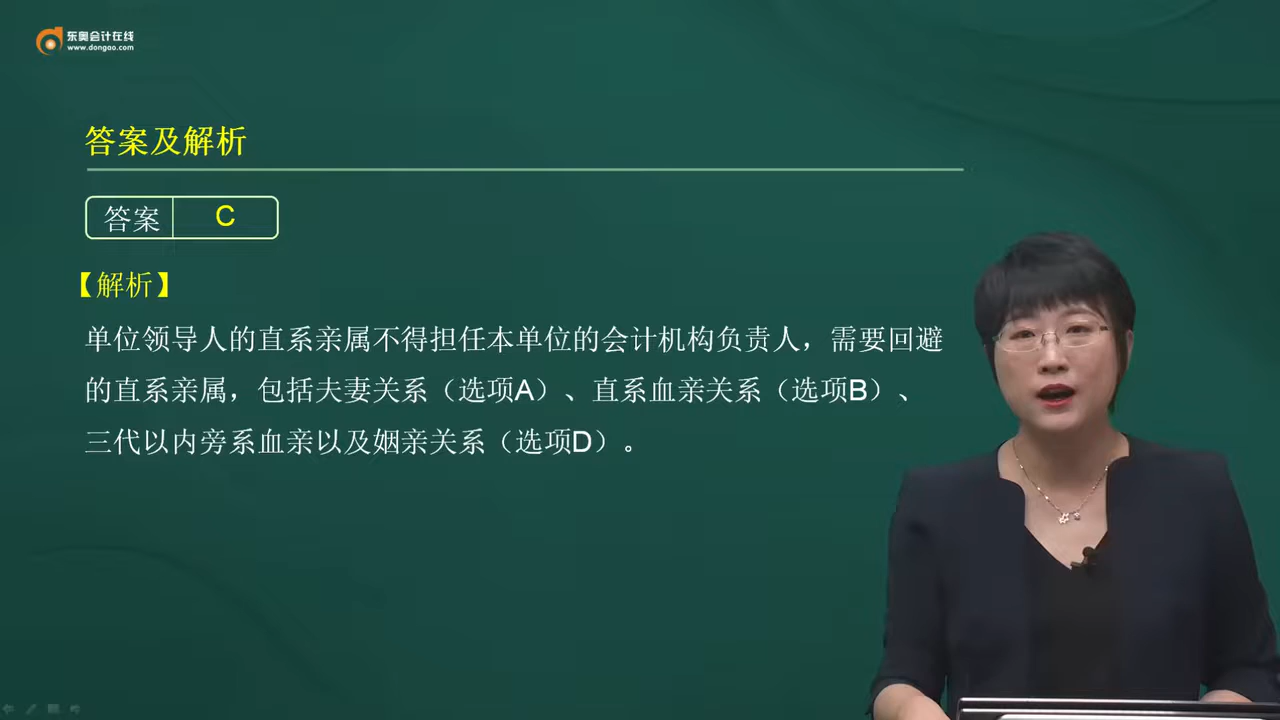 东奥会计在线
www.dongao.com
答案及解析
答案 C
【解析】
单位领导人的直系亲属不得担任本单位的会计机构负责人，需要回避
的直系亲属，包括夫妻关系（选项A）、直系血亲关系（选项B）、
三代以内旁系血亲以及姻亲关系（选项D）。